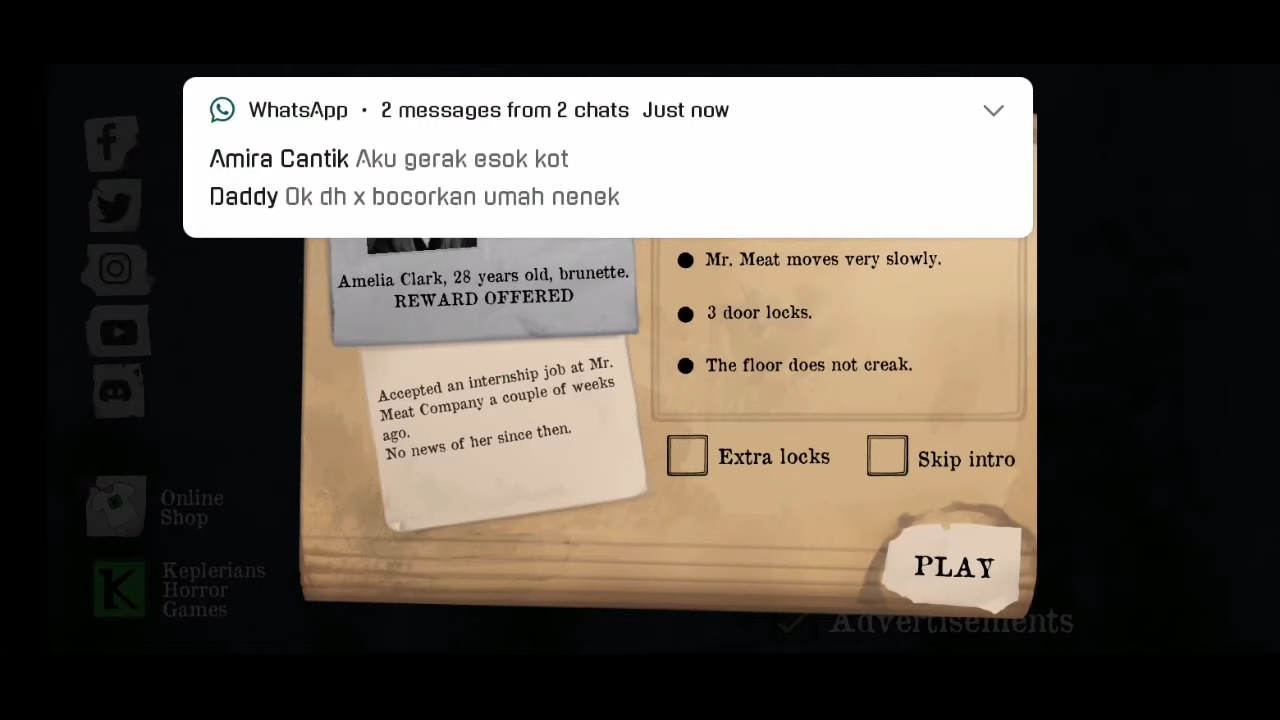 WhatsApp · 2 messages from 2 chats Just now
Amira Cantik Aku gerak esok kot
Daddy Ok dh x bocorkan umah nenek
Amelia Clark, 28 years old, brunette.
REWARD OFFERED
Accepted an internship job at Mr.
Meat Company a couple of weeks
ago.
No news of her since then.
Mr. Meat moves very slowly.
3 door locks.
The floor does not creak.
Extra locks
Skip intro
PLAY
Online
Shop
Keplerians
Horror
Games
Advertisements